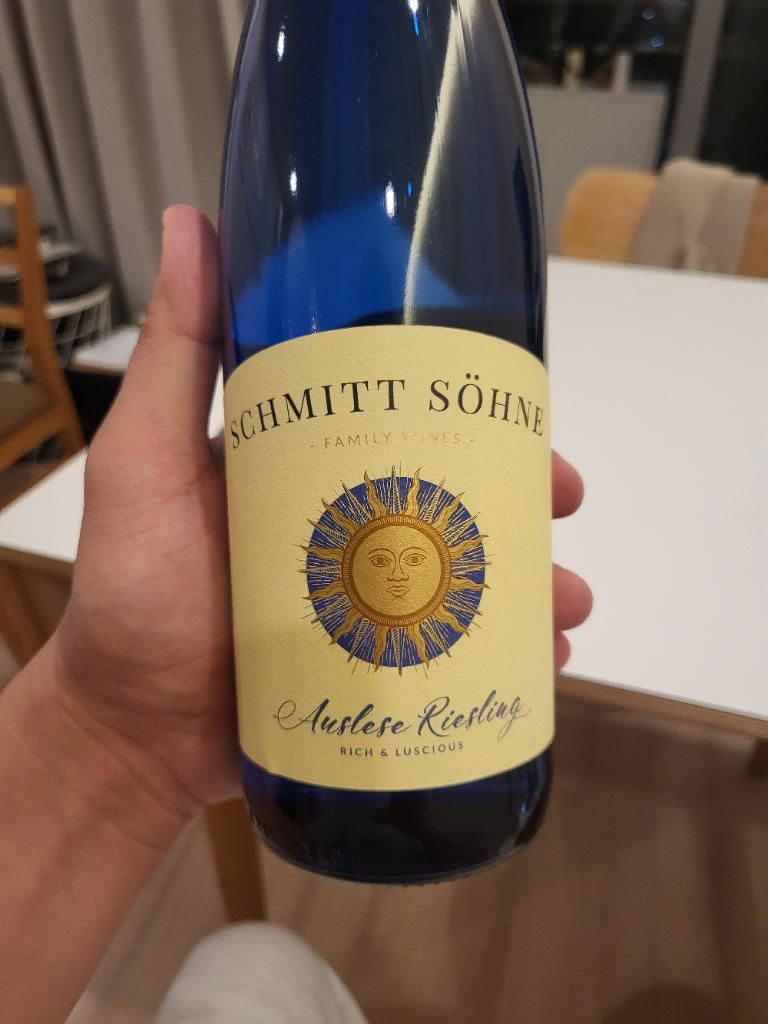 SCHMITT SÖHNE
- FAMILY WINES -
Auslese Riesling
RICH & LUSCIOUS